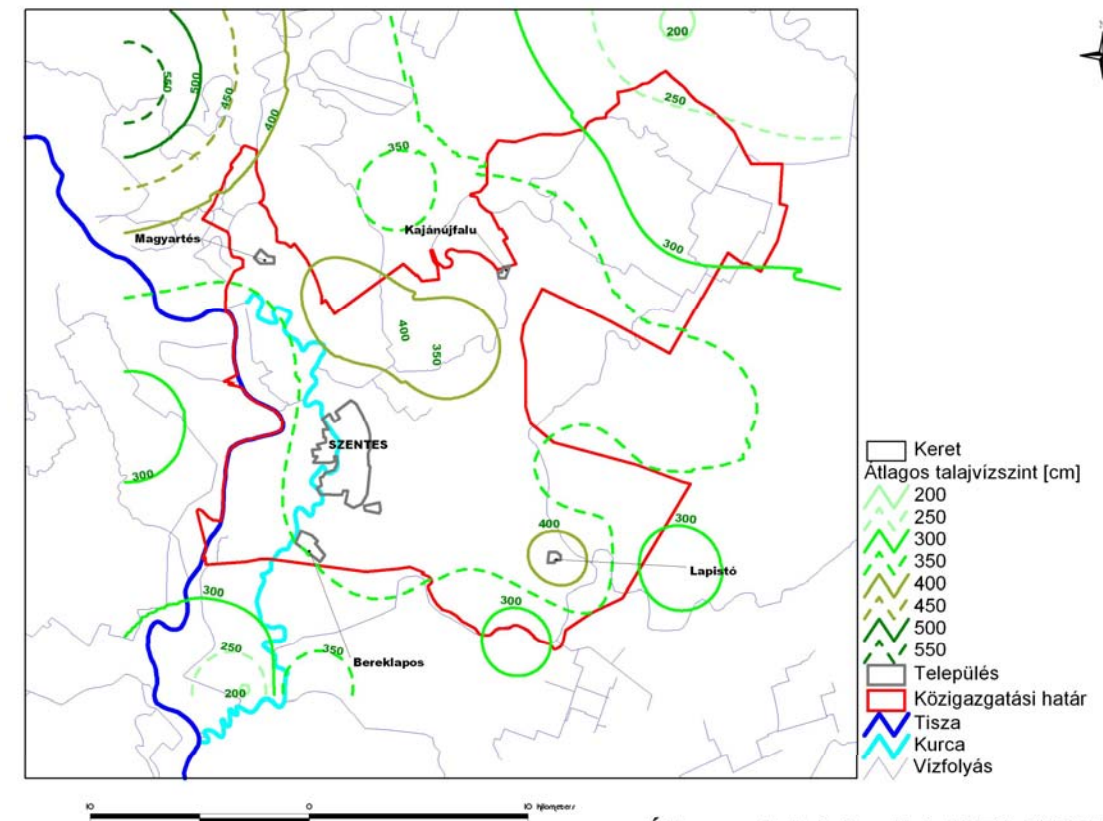 200
250
550
500
450
400
350
Kajánújfalu
Magyartés
300
400
350
SZENTES
300
400
300
Lapistó
300
300
250
350
200
Bereklapos
Keret
Átlagos talajvízszint [cm]
200
250
300
350
400
450
500
550
Település
Közigazgatási határ
Tisza
Kurca
Vízfolyás
10 0 10 kilometers